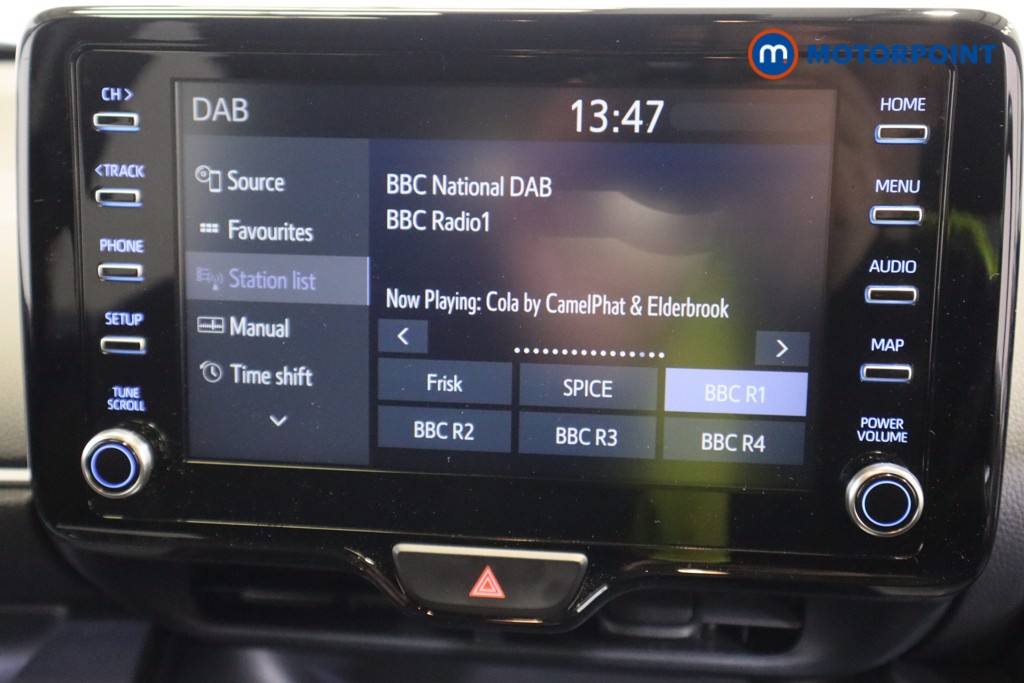 m MOTORPOINT
CH>
<TRACK
PHONE
SETUP
TUNE
SCROLL
DAB
13:47
Source
Favourites
Station list
Manual
Time shift
BBC National DAB
BBC Radio1
Now Playing: Cola by CamelPhat & Elderbrook
< >
Frisk SPICE BBC R1
BBC R2 BBC R3 BBC R4
HOME
MENU
AUDIO
MAP
POWER
VOLUME